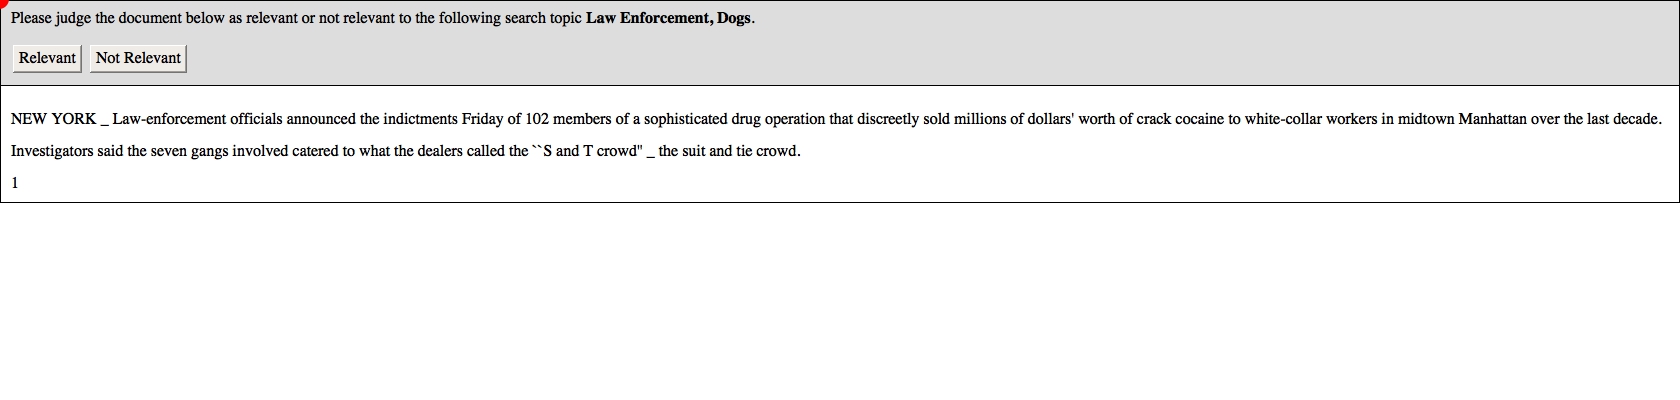 Please judge the document below as relevant or not relevant to the following search topic Law Enforcement, Dogs.
Relevant Not Relevant
NEW YORK _ Law-enforcement officials announced the indictments Friday of 102 members of a sophisticated drug operation that discreetly sold millions of dollars' worth of crack cocaine to white-collar workers in midtown Manhattan over the last decade.
Investigators said the seven gangs involved catered to what the dealers called the ``S and T crowd" _ the suit and tie crowd.
1